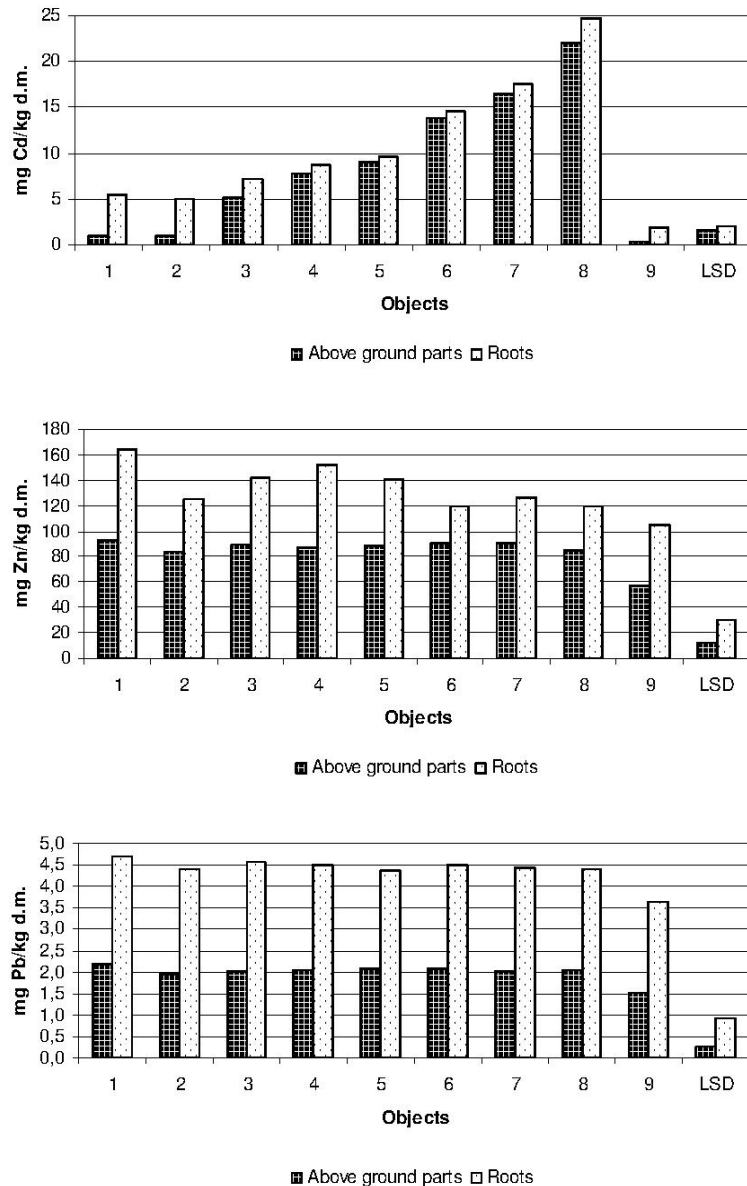 25
20
15
10
5
0
mg Cd/kg d.m.
1 2 3 4 5 6 7 8 9 LSD
Objects
Above ground parts Roots
180
160
140
120
100
80
60
40
20
0
mg Zn/kg d.m.
1 2 3 4 5 6 7 8 9 LSD
Objects
Above ground parts Roots
5,0
4,5
4,0
3,5
3,0
2,5
2,0
1,5
1,0
0,5
0,0
mg Pb/kg d.m.
1 2 3 4 5 6 7 8 9 LSD
Objects
Above ground parts Roots